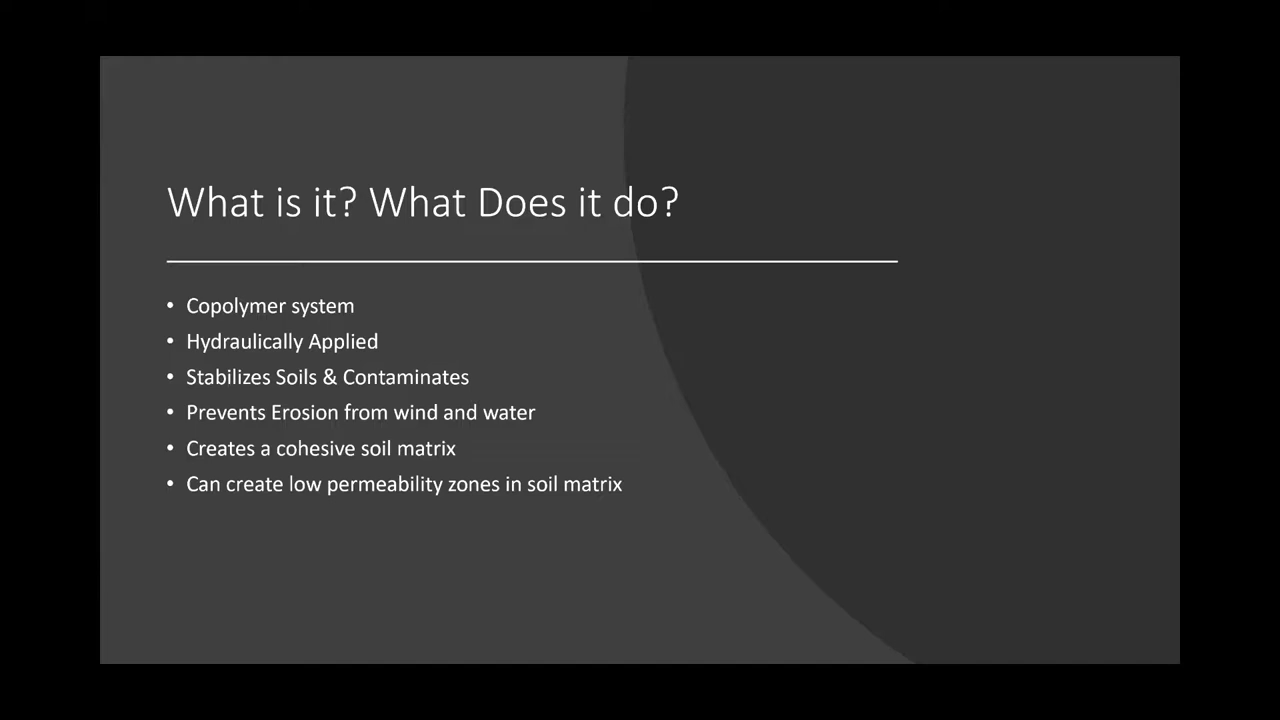 What is it? What Does it do?
• Copolymer system
• Hydraulically Applied
• Stabilizes Soils & Contaminates
• Prevents Erosion from wind and water
• Creates a cohesive soil matrix
• Can create low permeability zones in soil matrix